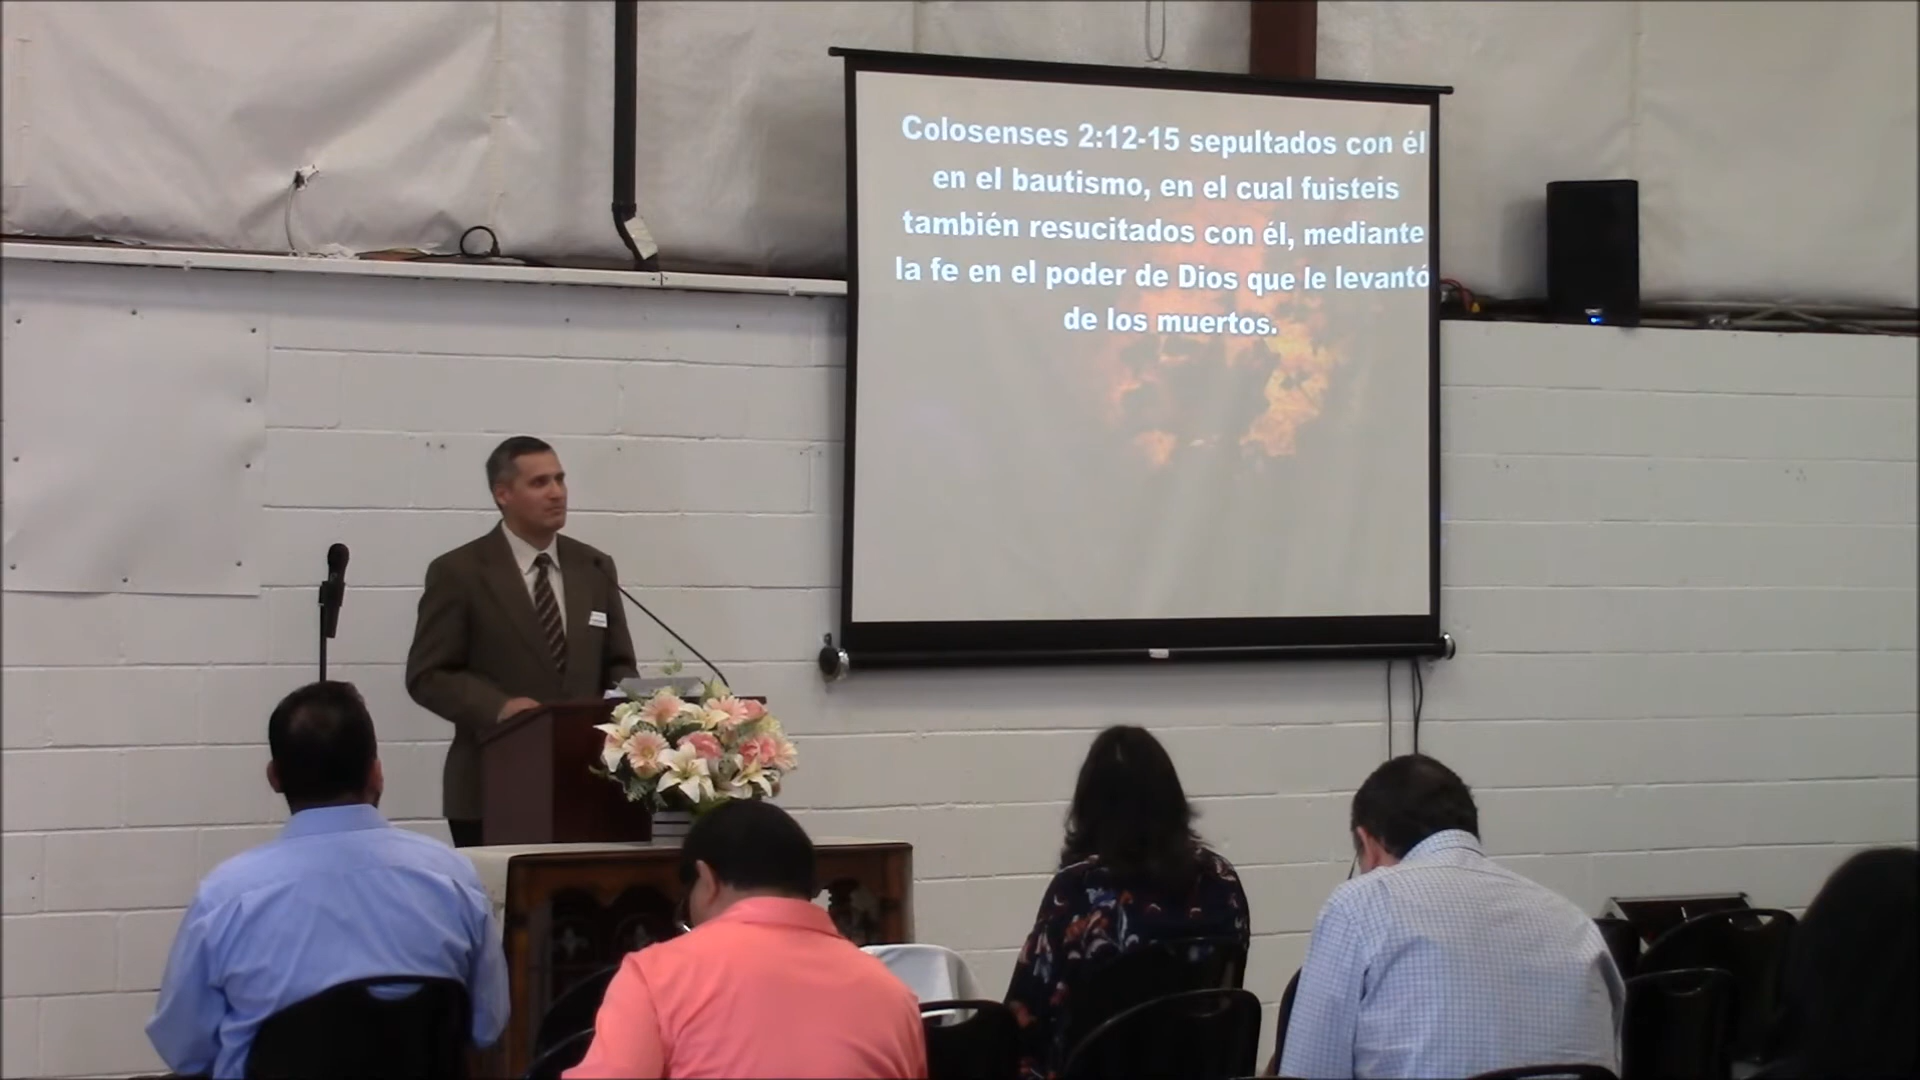 Colosenses 2:12-15 sepultados con él
en el bautismo, en el cual fuisteis
también resucitados con él, mediante
la fe en el poder de Dios que le levantó
de los muertos.